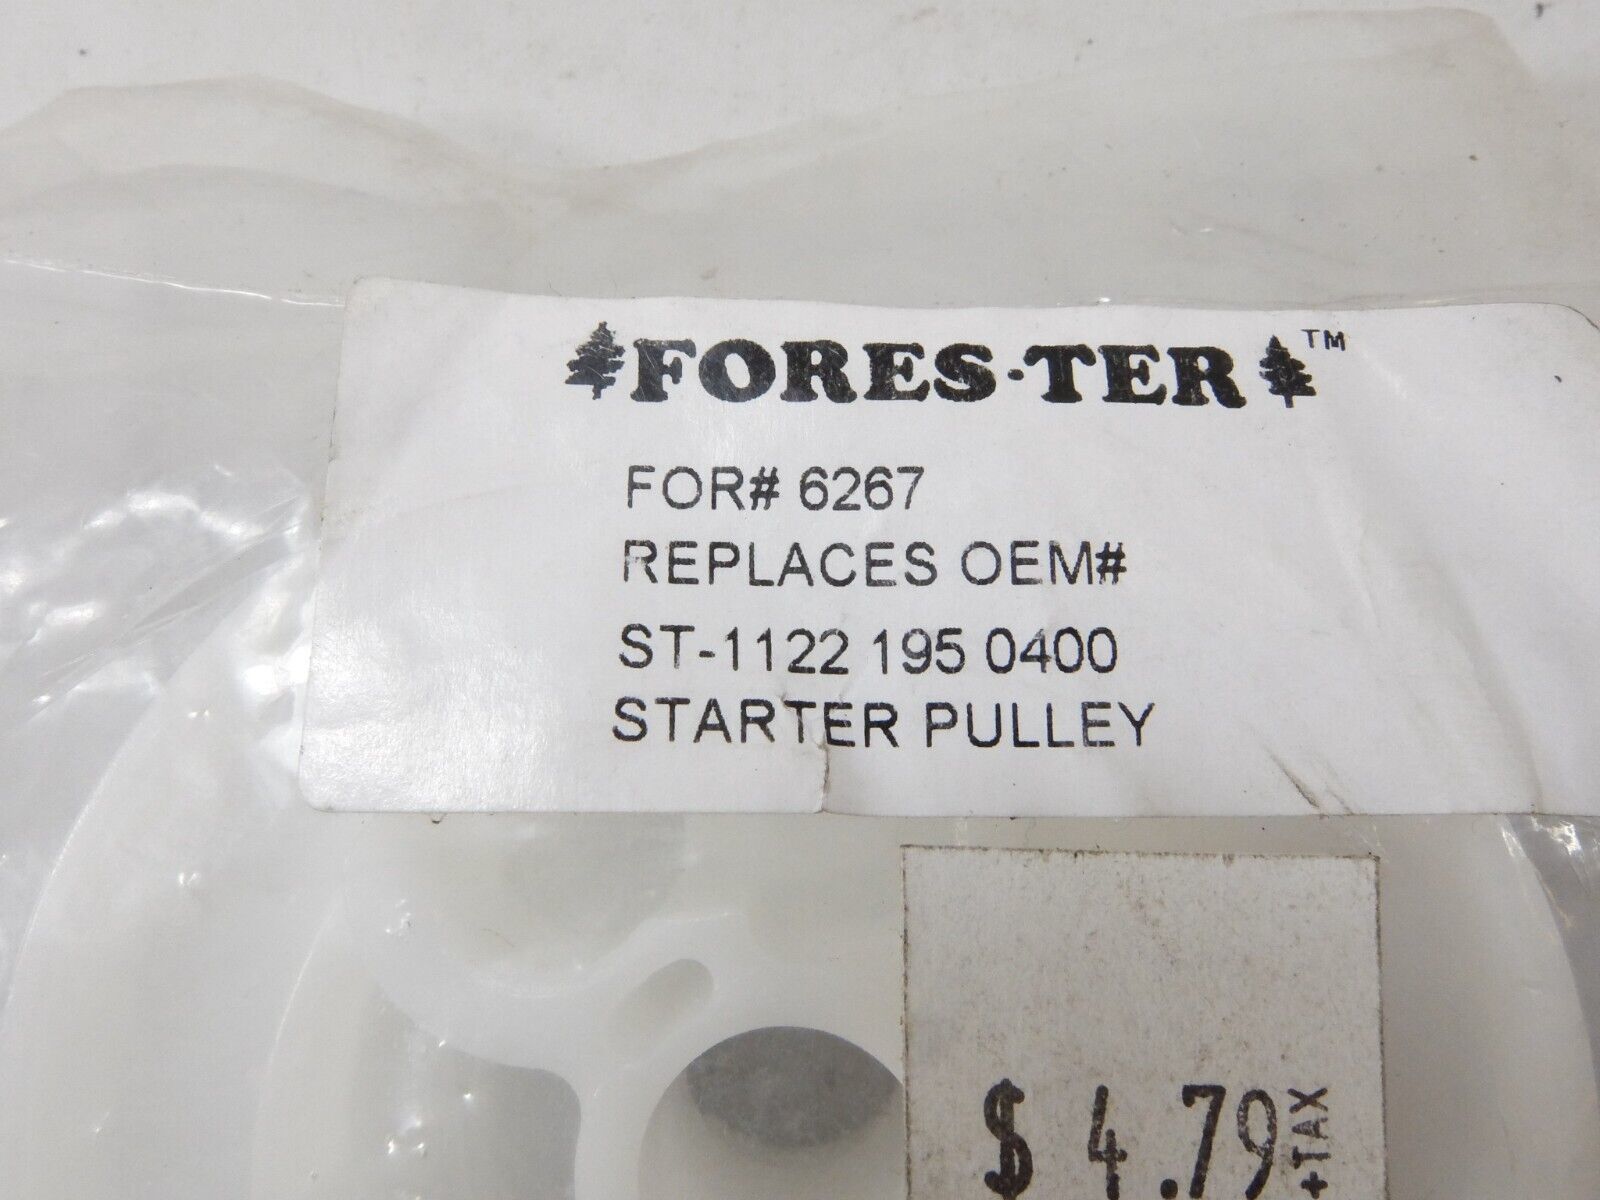 FORES·TER™
FOR# 6267
REPLACES OEM#
ST-1122 195 0400
STARTER PULLEY
$ 4.79 +TAX